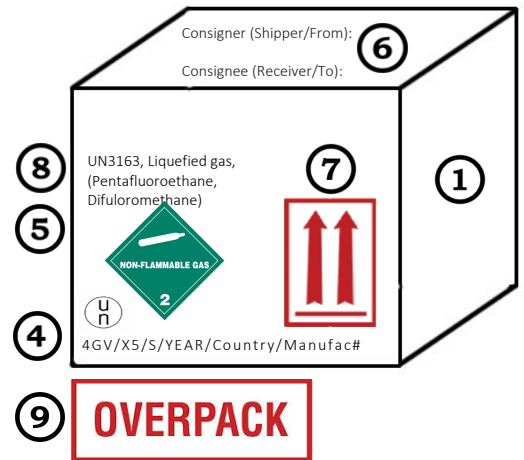 Consigner (Shipper/From):
6
Consignee (Receiver/To):
8
UN3163, Liquefied gas,
(Pentafluoroethane,
Difuloromethane)
7
1
5
NON-FLAMMABLE GAS
2
un
4
4GV/X5/S/YEAR/Country/Manufac#
9
OVERPACK